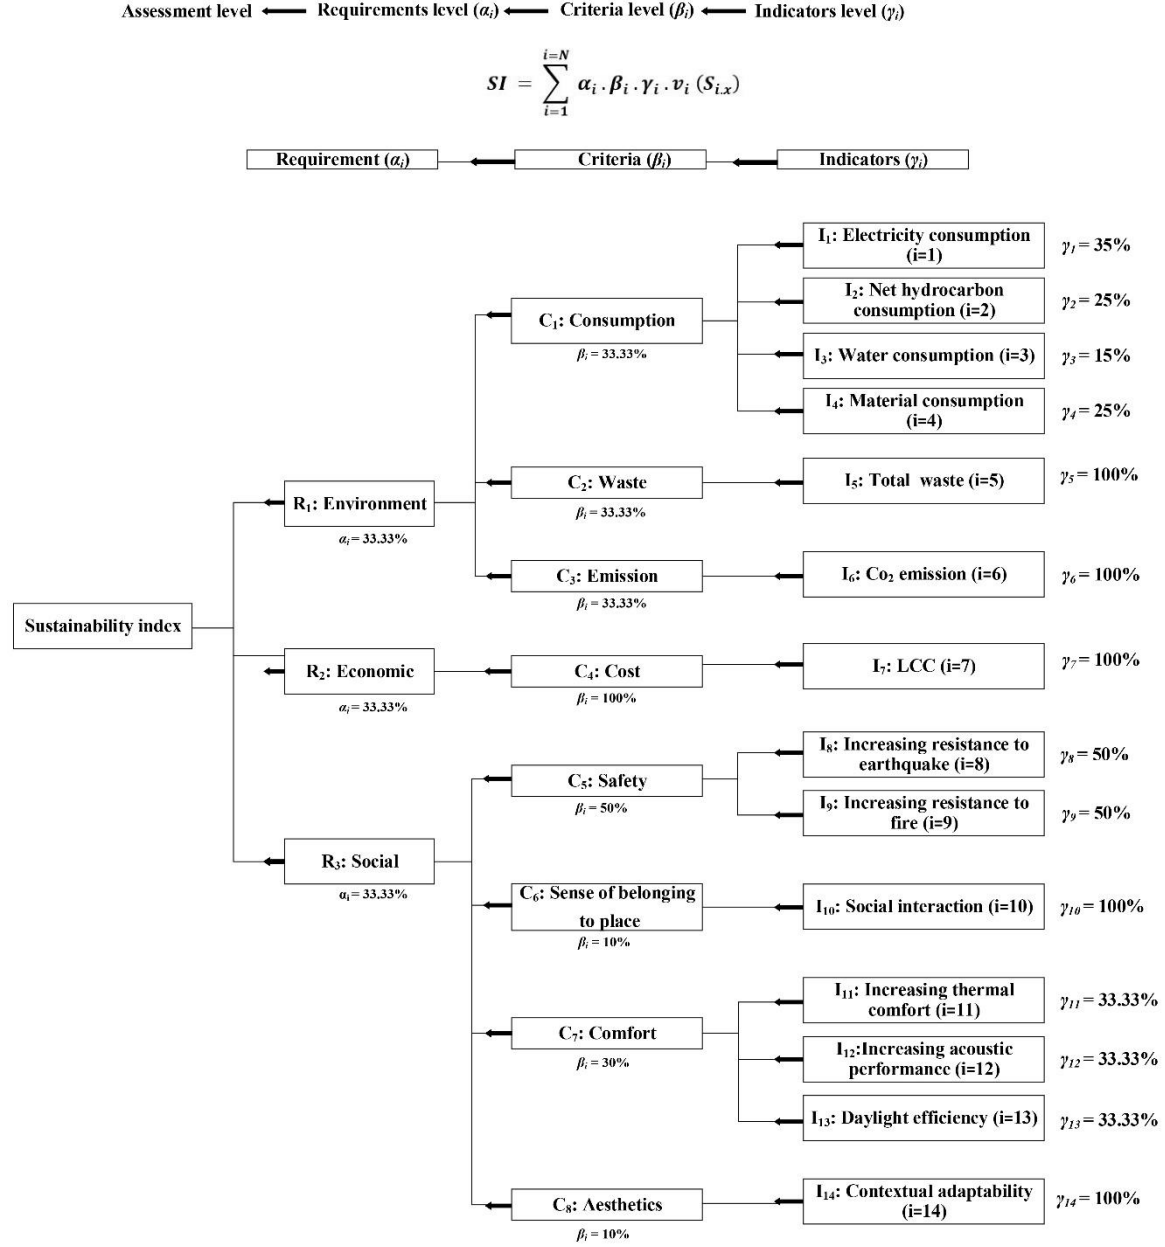 Assessment level Requirements level (αᵢ) Criteria level (βᵢ) Indicators level (γᵢ)
i=N
SI = ∑ αᵢ . βᵢ . γᵢ . vᵢ (Sᵢ.ₓ)
i=1
Requirement (αᵢ) Criteria (βᵢ) Indicators (γᵢ)
I₁: Electricity consumption
(i=1)
γ₁ = 35%
I₂: Net hydrocarbon
consumption (i=2)
γ₂ = 25%
C₁: Consumption
βᵢ = 33.33%
I₃: Water consumption (i=3)
γ₃ = 15%
I₄: Material consumption
(i=4)
γ₄ = 25%
R₁: Environment
αᵢ = 33.33%
C₂: Waste
βᵢ = 33.33%
I₅: Total waste (i=5)
γ₅ = 100%
C₃: Emission
βᵢ = 33.33%
I₆: Co₂ emission (i=6)
γ₆ = 100%
Sustainability index
R₂: Economic
αᵢ = 33.33%
C₄: Cost
βᵢ = 100%
I₇: LCC (i=7)
γ₇ = 100%
I₈: Increasing resistance to
earthquake (i=8)
γ₈ = 50%
C₅: Safety
βᵢ = 50%
I₉: Increasing resistance to
fire (i=9)
γ₉ = 50%
R₃: Social
αᵢ = 33.33%
C₆: Sense of belonging
to place
βᵢ = 10%
I₁₀: Social interaction (i=10)
γ₁₀ = 100%
I₁₁: Increasing thermal
comfort (i=11)
γ₁₁ = 33.33%
C₇: Comfort
βᵢ = 30%
I₁₂:Increasing acoustic
performance (i=12)
γ₁₂ = 33.33%
I₁₃: Daylight efficiency (i=13)
γ₁₃ = 33.33%
C₈: Aesthetics
βᵢ = 10%
I₁₄: Contextual adaptability
(i=14)
γ₁₄ = 100%